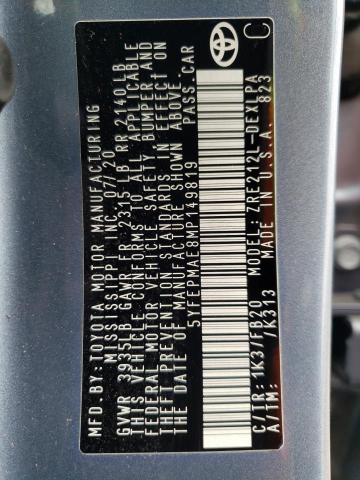 MFD.BY:TOYOTA MOTOR MANUFACTURING
MISSISSIPPI INC. 07/20
GVWR 3935LB GAWR FR 2315LB RR 2140LB
THIS VEHICLE CONFORMS TO ALL APPLICABLE
FEDERAL MOTOR VEHICLE SAFETY BUMPER AND
THEFT PREVENTION STANDARDS IN EFFECT ON
THE DATE OF MANUFACTURE SHOWN ABOVE.
5YFEPMAE8MP149819 PASS.CAR
C/TR: 1K3/FB20 MODEL: ZRE212L-DEXLPA
A/TM: /K313 MADE IN U.S.A. 823
TOYOTA
C